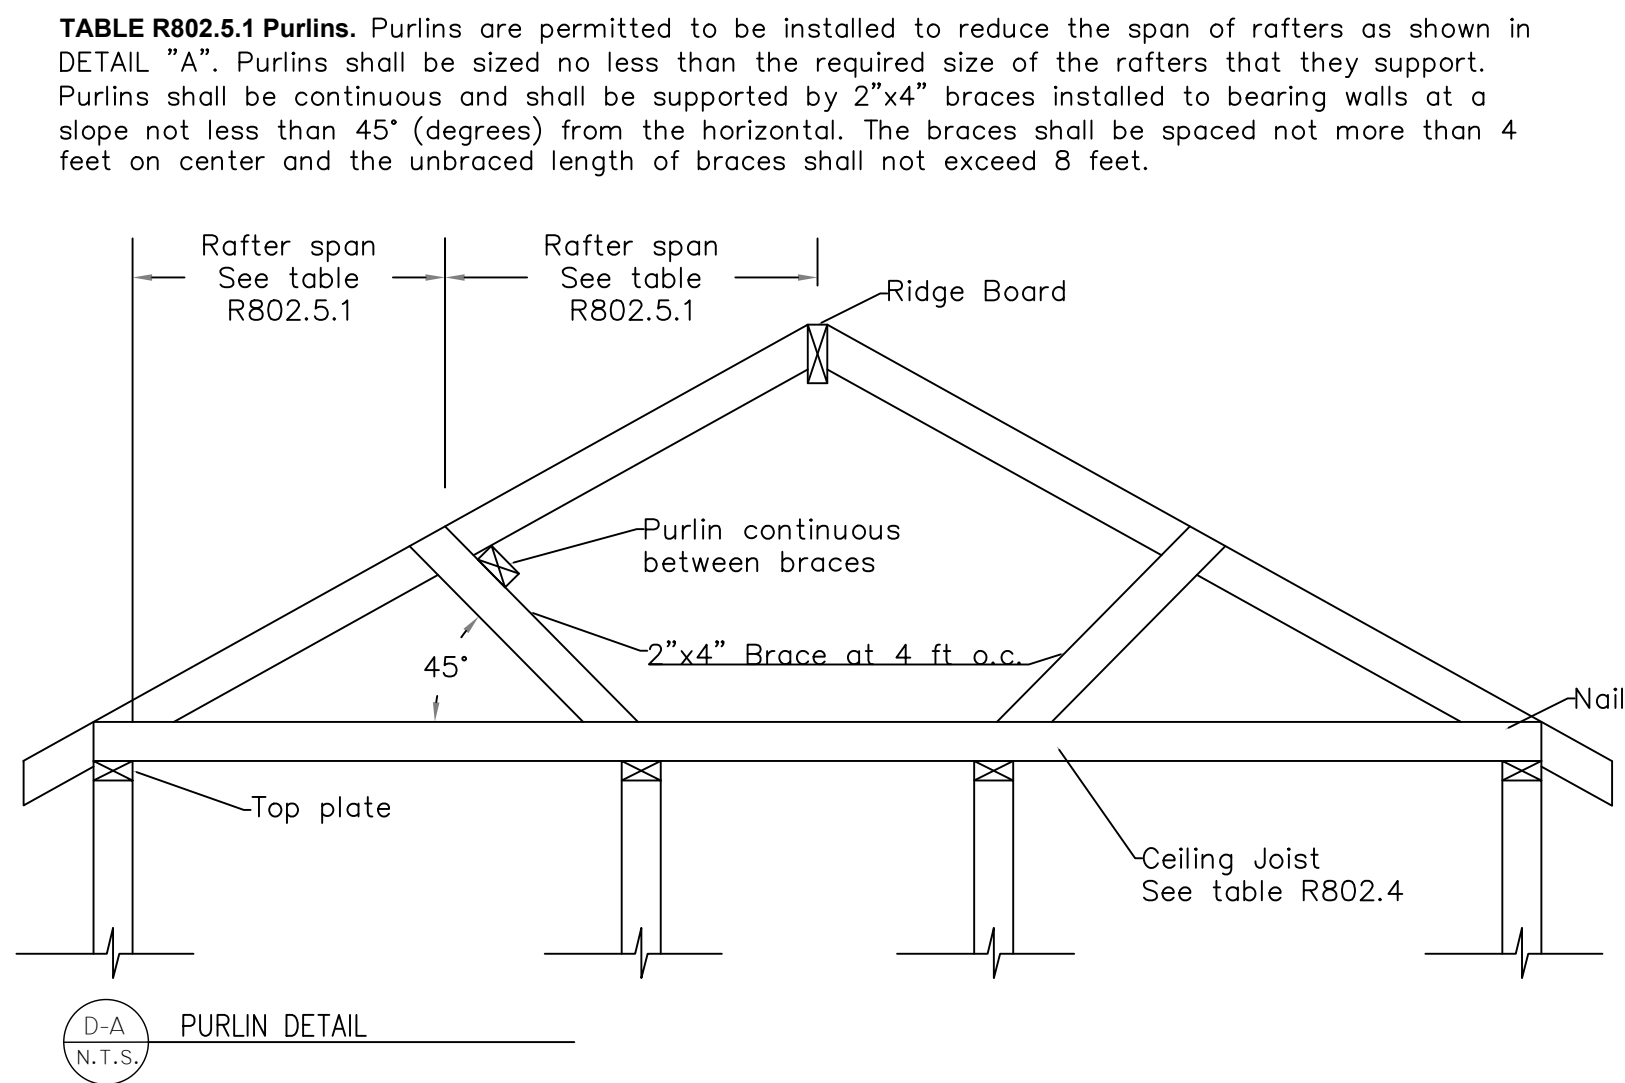 TABLE R802.5.1 Purlins. Purlins are permitted to be installed to reduce the span of rafters as shown in
DETAIL "A". Purlins shall be sized no less than the required size of the rafters that they support.
Purlins shall be continuous and shall be supported by 2"x4" braces installed to bearing walls at a
slope not less than 45° (degrees) from the horizontal. The braces shall be spaced not more than 4
feet on center and the unbraced length of braces shall not exceed 8 feet.
Rafter span
See table
R802.5.1
Rafter span
See table
R802.5.1
Ridge Board
Purlin continuous
between braces
2"x4" Brace at 4 ft o.c.
45°
Nail
Top plate
Ceiling Joist
See table R802.4
D-A
N.T.S.
PURLIN DETAIL